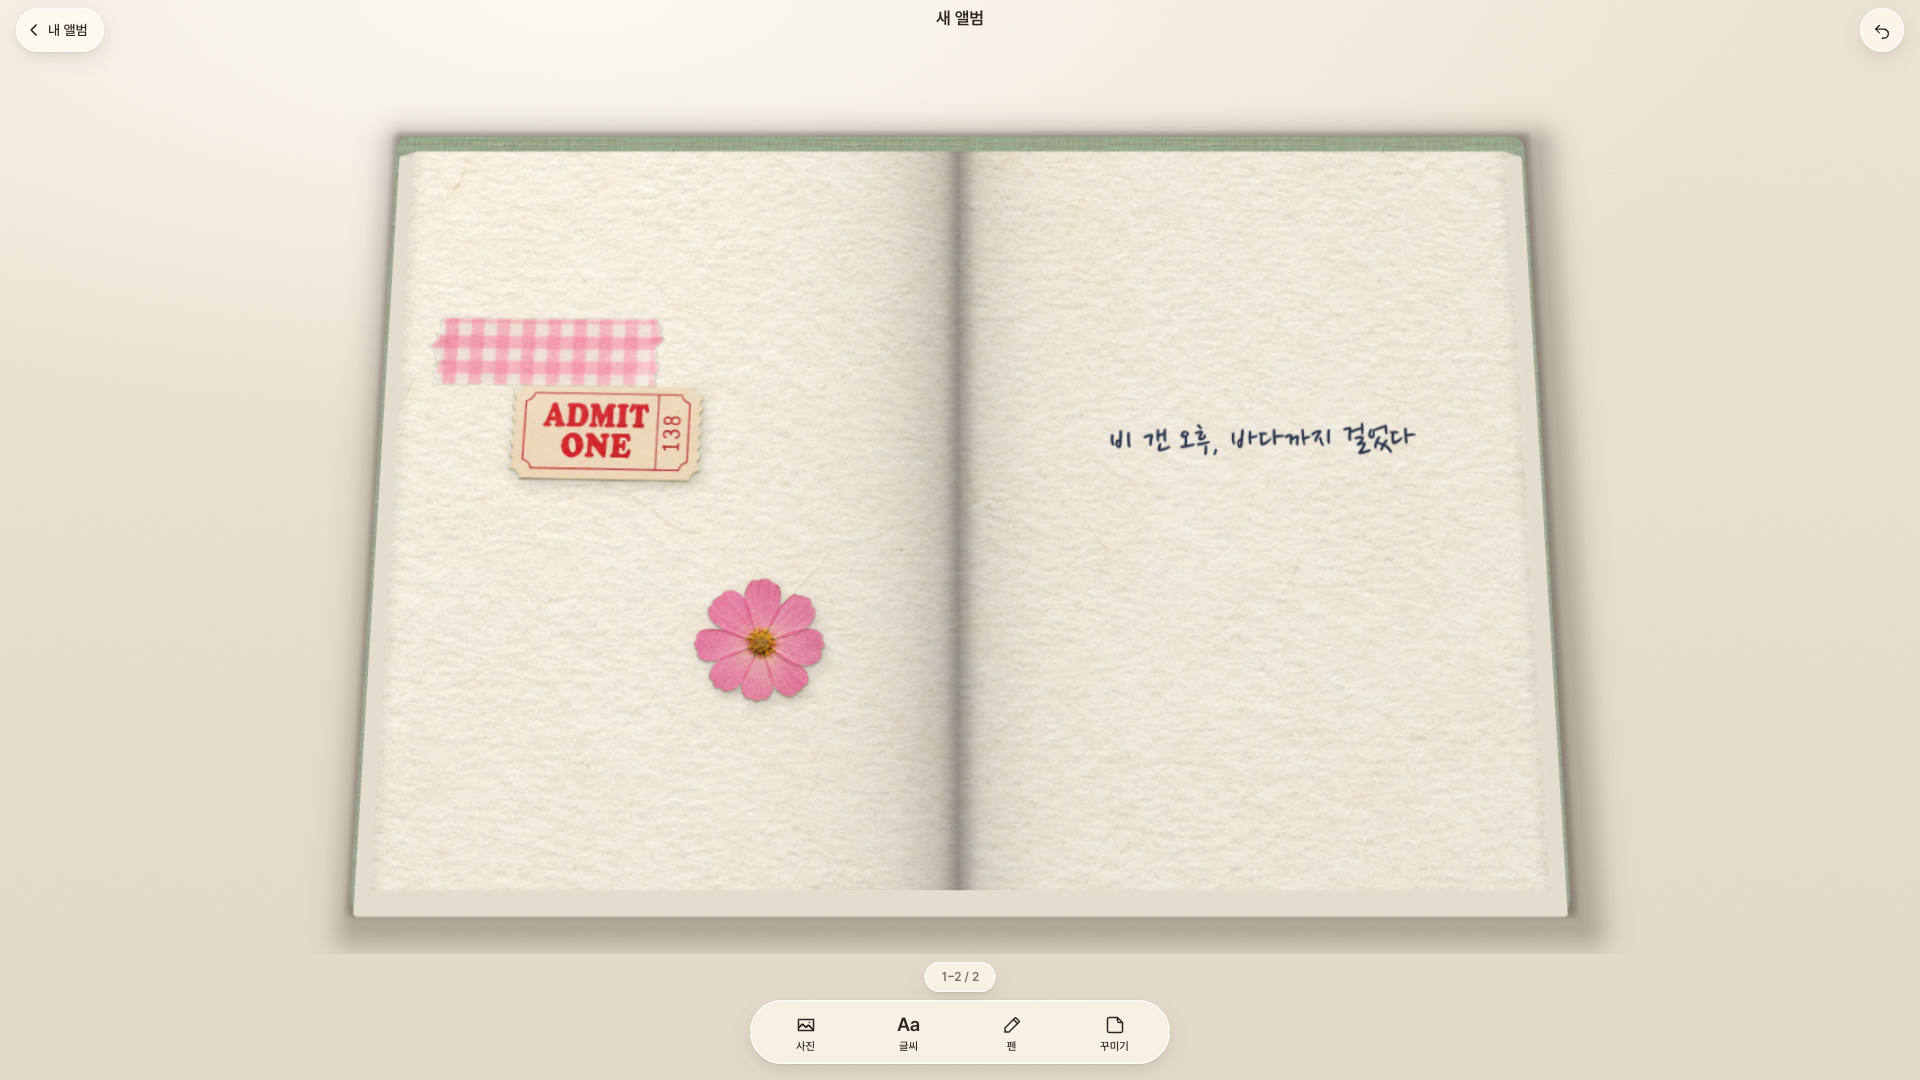 내 앨범
새 앨범
ADMIT
ONE
138
비 갠 오후, 바다까지 걸었다
1–2 / 2
Aa
사진
글씨
펜
꾸미기